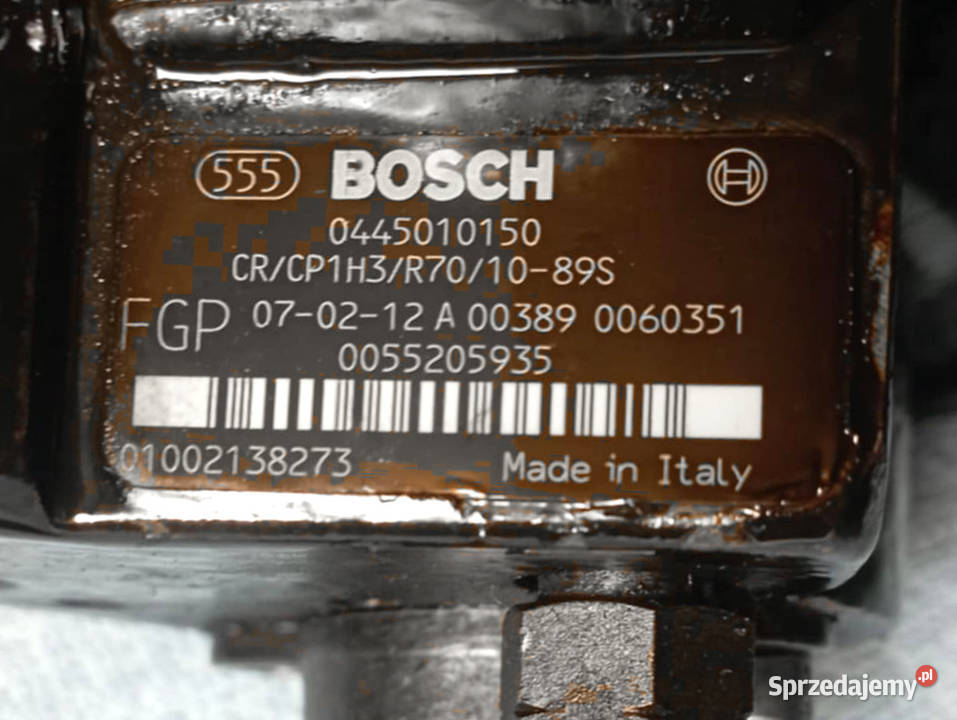 555 BOSCH
0445010150
CR/CP1H3/R70/10-89S
FGP 07-02-12 A 00389 0060351
0055205935
01002138273 Made in Italy
Sprzedajemy.pl